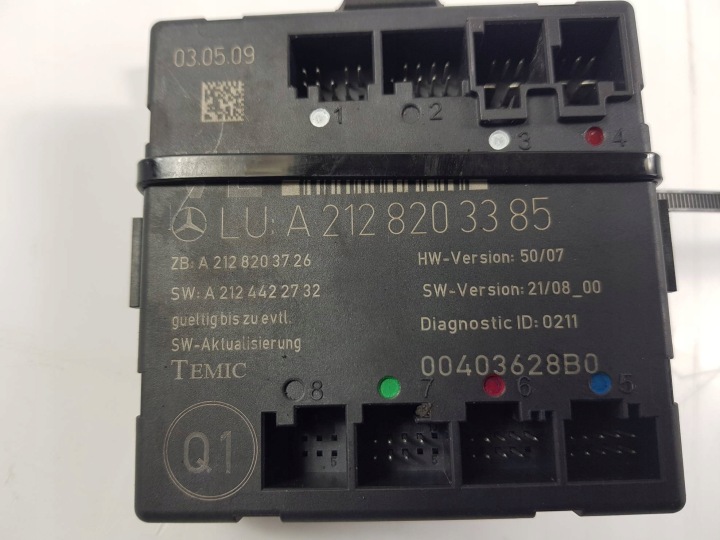 03.05.09
1 2 3 4
LU: A 212 820 33 85
ZB: A 212 820 37 26
HW-Version: 50/07
SW: A 212 442 27 32
SW-Version: 21/08_00
gueltig bis zu evtl.
Diagnostic ID: 0211
SW-Aktualisierung
TEMIC
00403628B0
8 7 6 5
Q1
5
5